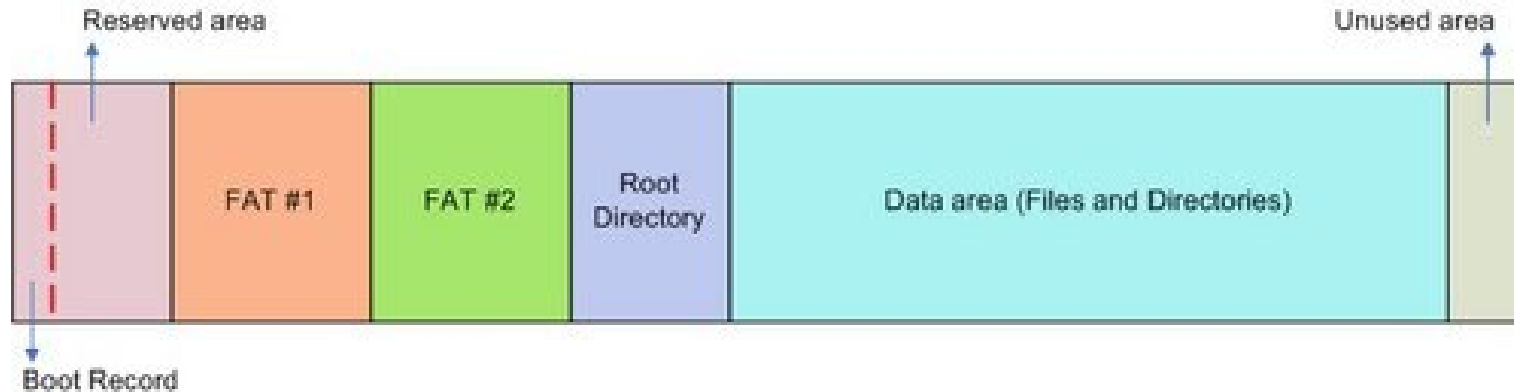 Reserved area
Unused area
FAT #1
FAT #2
Root
Directory
Data area (Files and Directories)
Boot Record